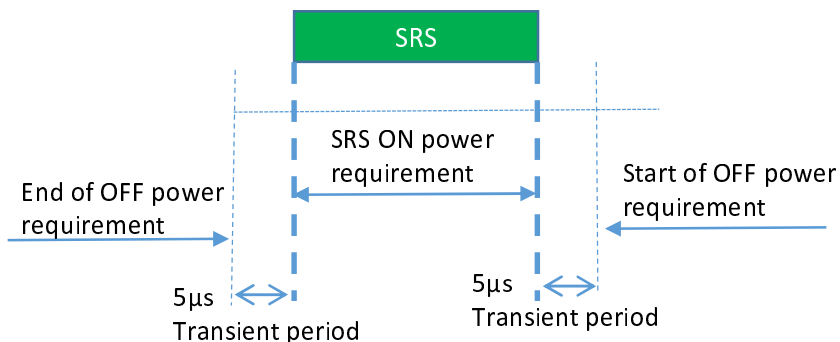 SRS
SRS ON power
requirement
End of OFF power
requirement
Start of OFF power
requirement
5µs
Transient period
5µs
Transient period